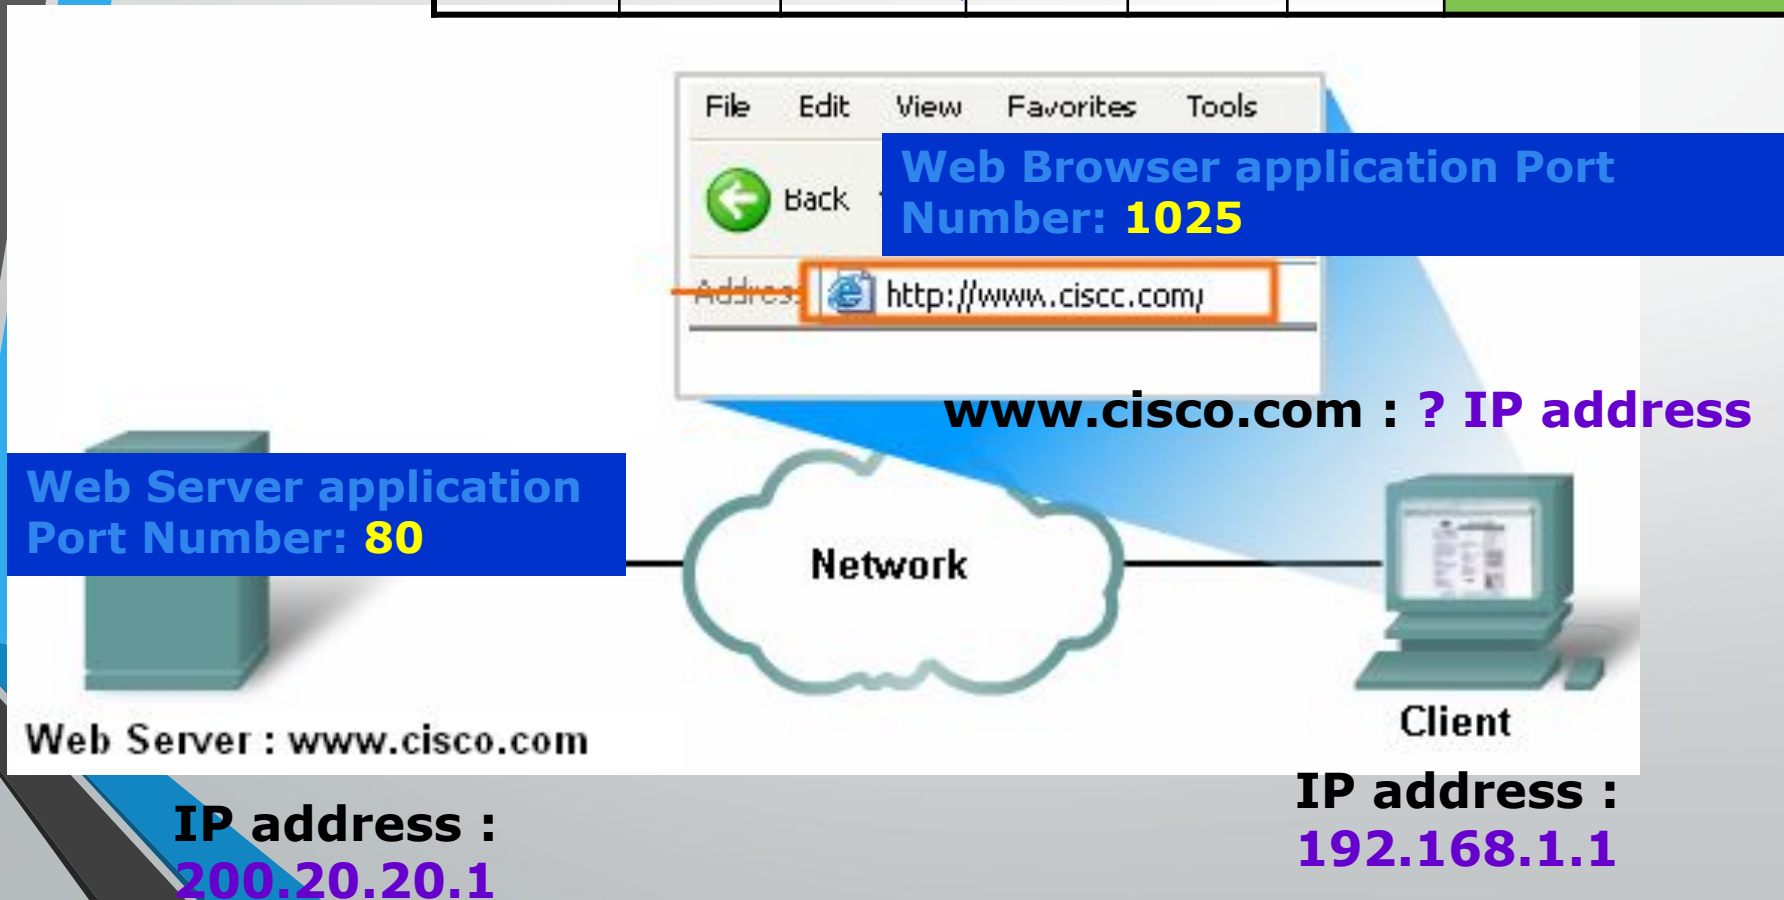 File Edit View Favorites Tools
Web Browser application Port
Number: 1025
Back
Address
http://www.ciscc.com/
www.cisco.com : ? IP address
Web Server application
Port Number: 80
Network
Web Server : www.cisco.com
Client
IP address :
192.168.1.1
IP address :
200.20.20.1